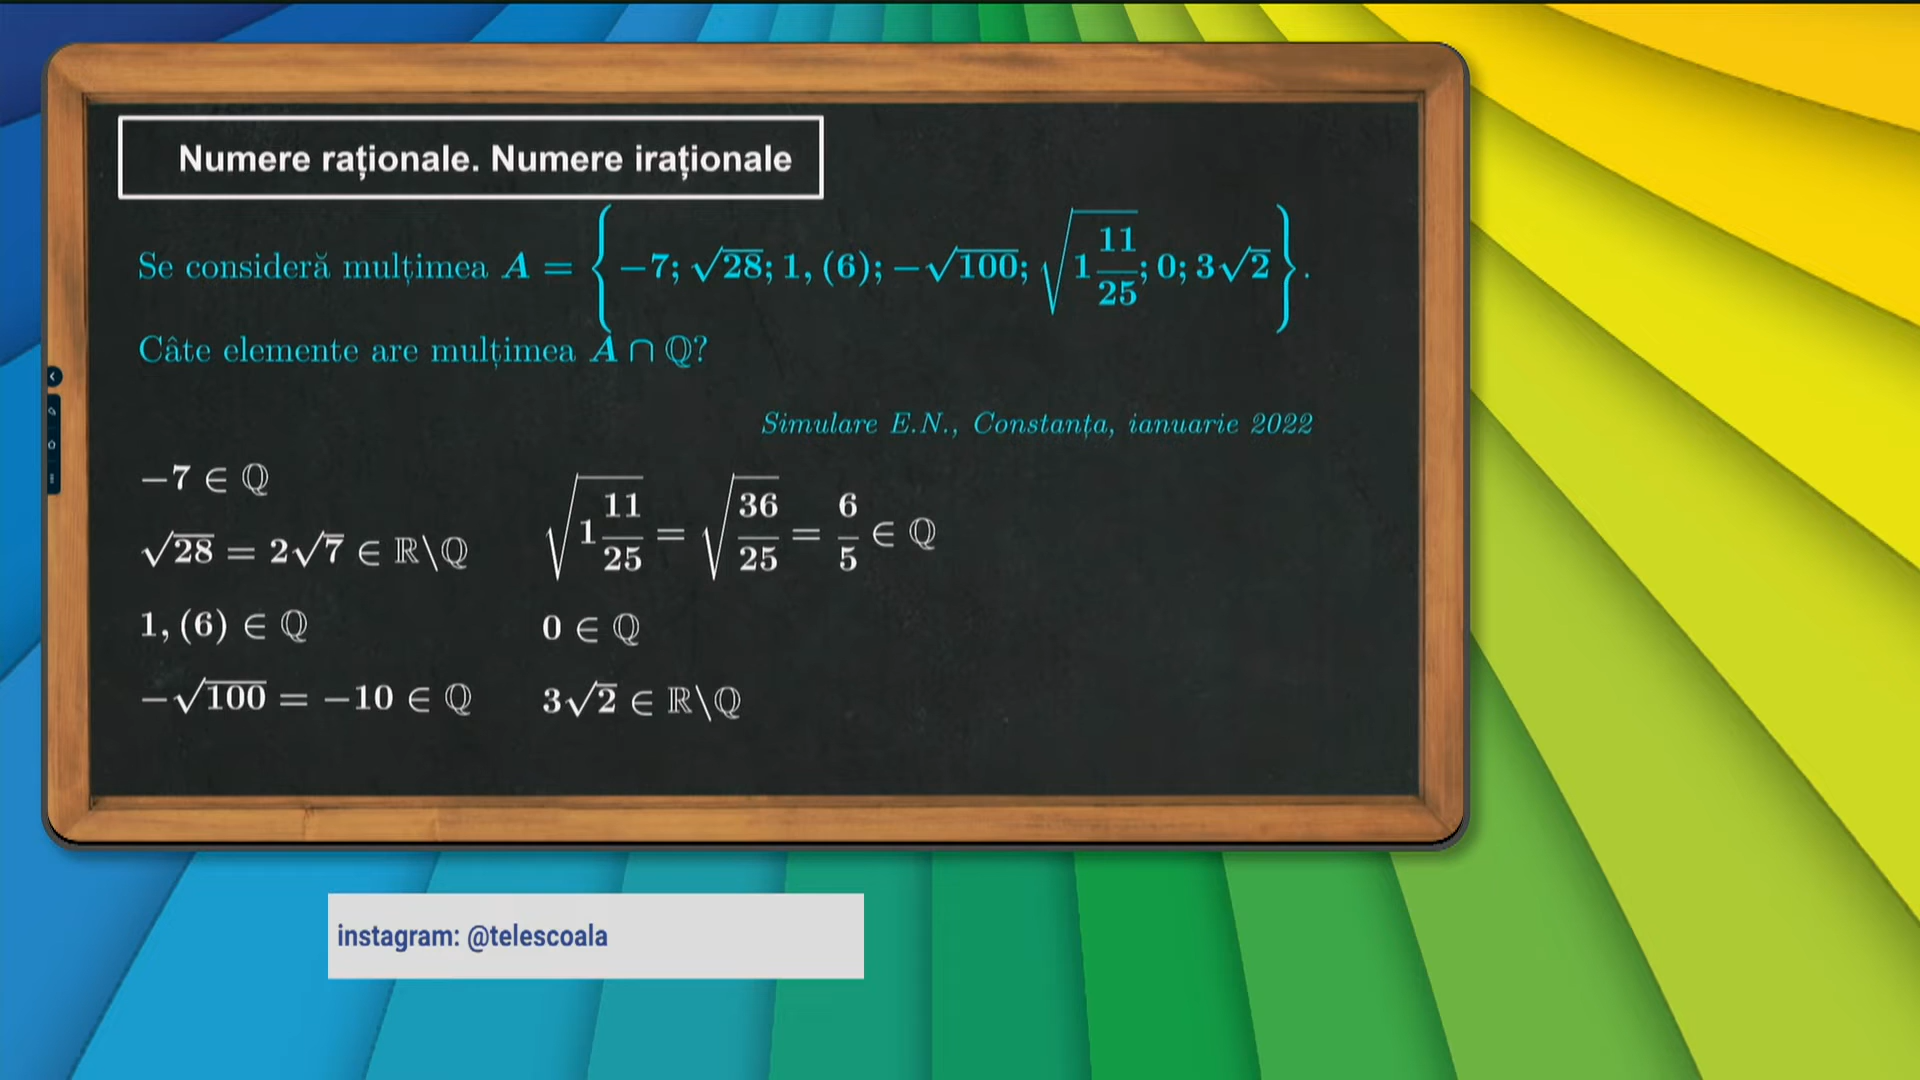 Numere raționale. Numere iraționale
Se consideră mulțimea A = { −7; √28; 1, (6); −√100; √(1 11/25); 0; 3√2 }.
Câte elemente are mulțimea A ∩ ℚ?
Simulare E.N., Constanța, ianuarie 2022
−7 ∈ ℚ
√28 = 2√7 ∈ ℝ\ℚ
1, (6) ∈ ℚ
−√100 = −10 ∈ ℚ
√(1 11/25) = √(36/25) = 6/5 ∈ ℚ
0 ∈ ℚ
3√2 ∈ ℝ\ℚ
instagram: @telescoala